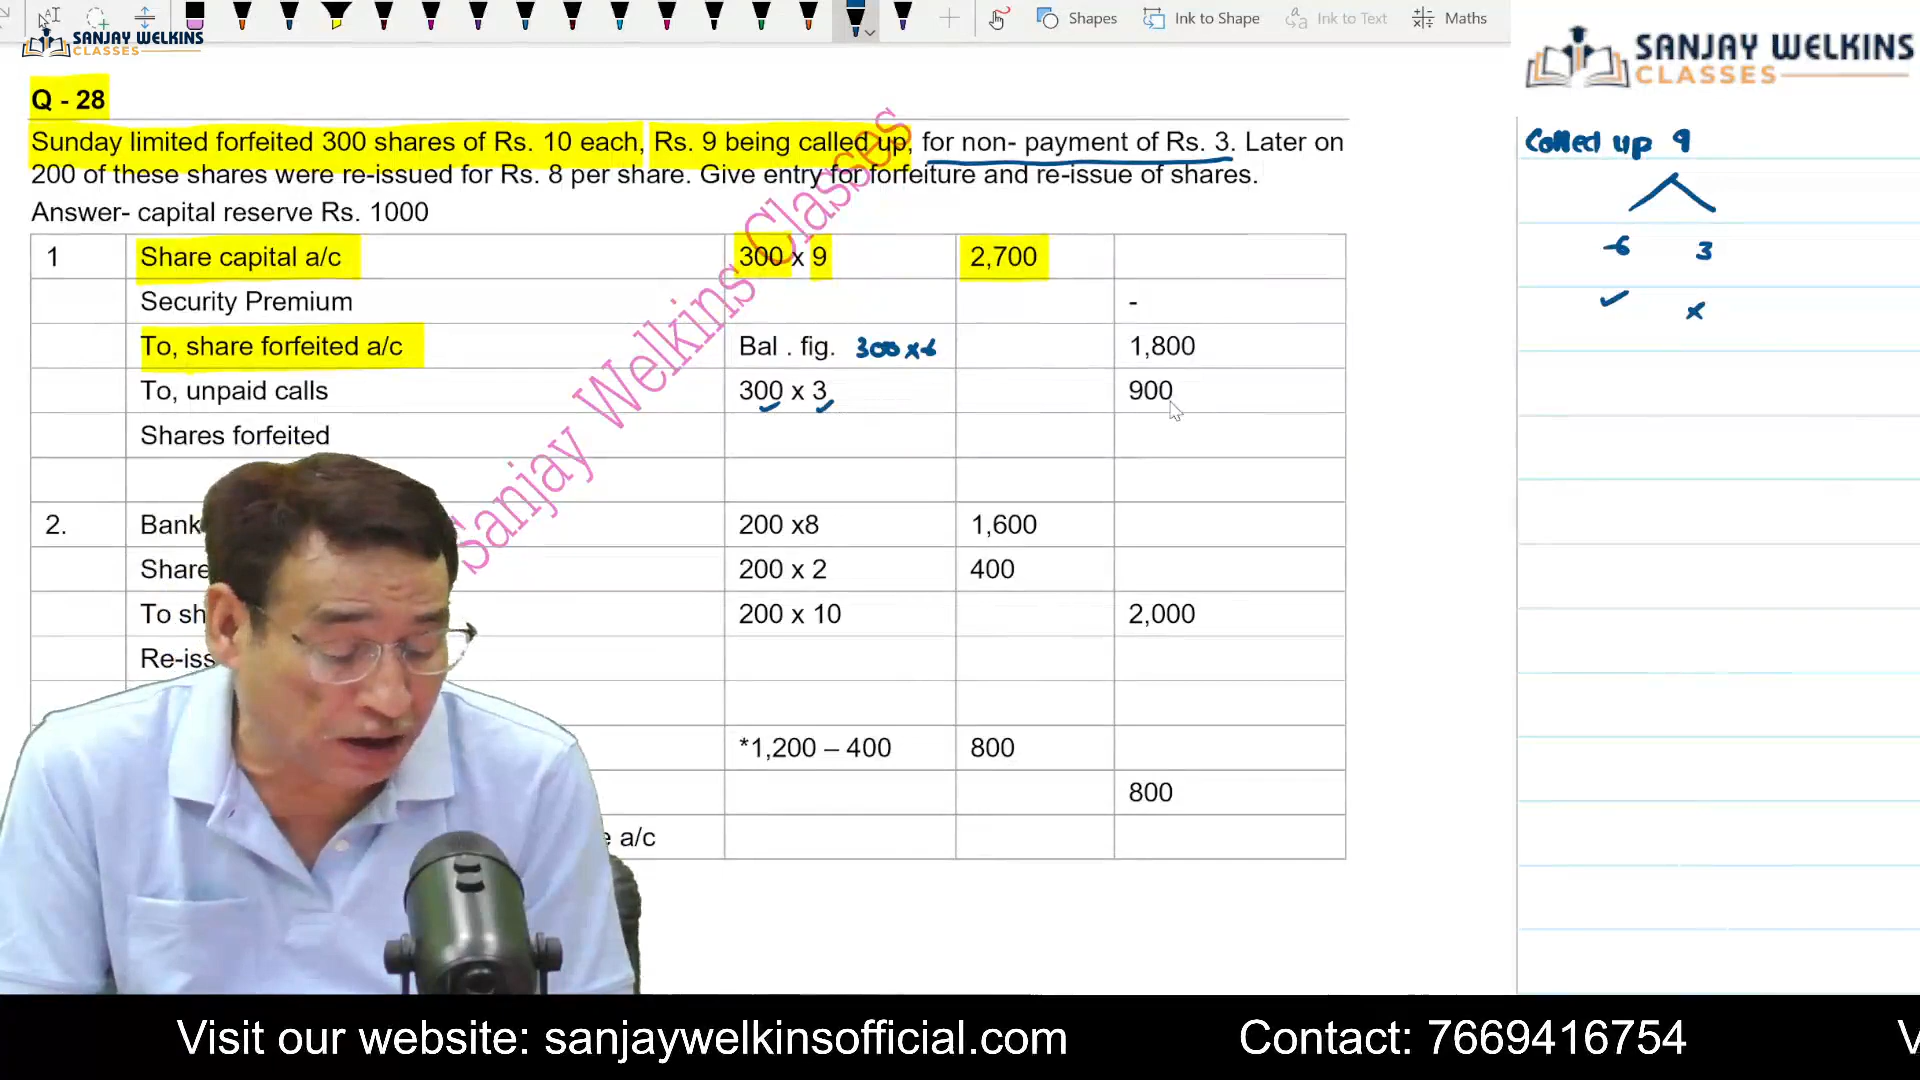 Shapes
Ink to Shape
Ink to Text
Maths
SANJAY WELKINS
CLASSES
SANJAY WELKINS
CLASSES
Q - 28
Sunday limited forfeited 300 shares of Rs. 10 each, Rs. 9 being called up, for non- payment of Rs. 3. Later on
200 of these shares were re-issued for Rs. 8 per share. Give entry for forfeiture and re-issue of shares.
Answer- capital reserve Rs. 1000
1 Share capital a/c 300 x 9 2,700
Security Premium -
To, share forfeited a/c Bal . fig. 300 x 6 1,800
To, unpaid calls 300 x 3 900
Shares forfeited
2. Bank 200 x8 1,600
Share 200 x 2 400
To sh 200 x 10 2,000
Re-iss
*1,200 – 400 800
800
a/c
Called up 9
6 3
Sanjay Welkins Classes
Visit our website: sanjaywelkinsofficial.com
Contact: 7669416754
V